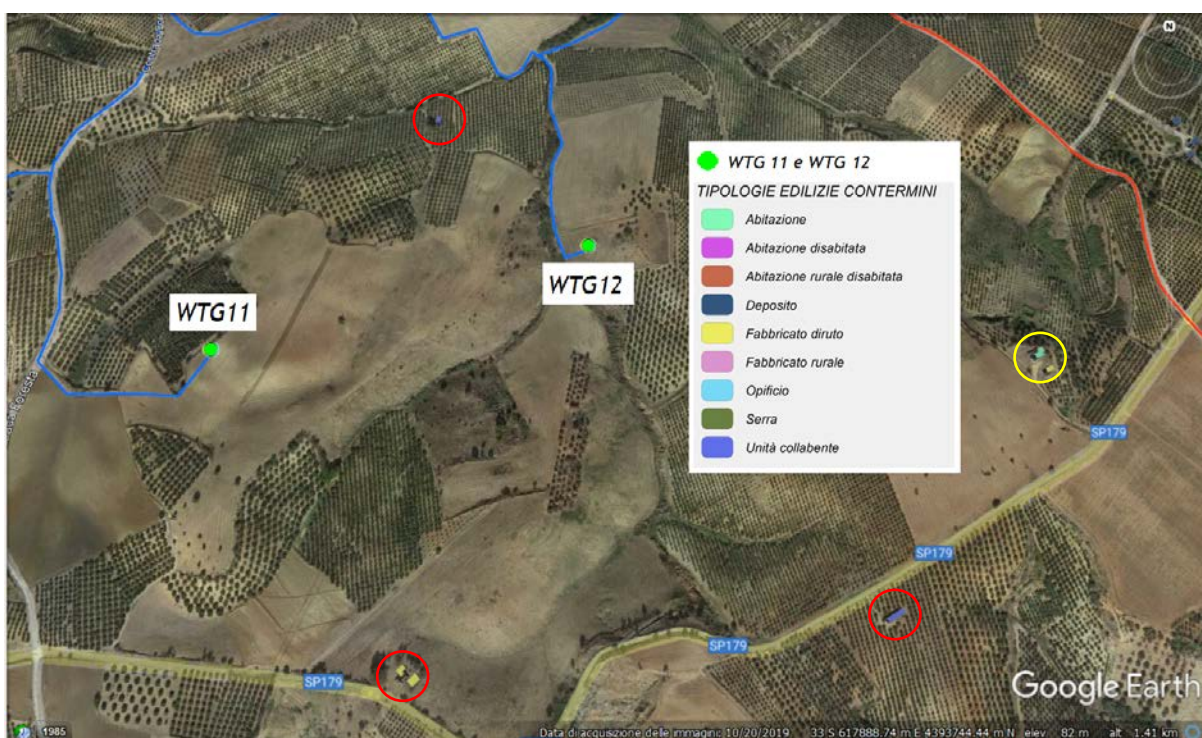 N
WTG 11 e WTG 12
TIPOLOGIE EDILIZIE CONTERMINI
Abitazione
Abitazione disabitata
Abitazione rurale disabitata
Deposito
Fabbricato diruto
Fabbricato rurale
Opificio
Serra
Unità collabente
WTG12
WTG11
Foresta
SP179
SP179
SP179
SP179
Google Earth
1985
Data di acquisizione delle immagini: 10/20/2019 33 S 617888.74 m E 4393744.44 m N elev. 82 m alt 1.41 km